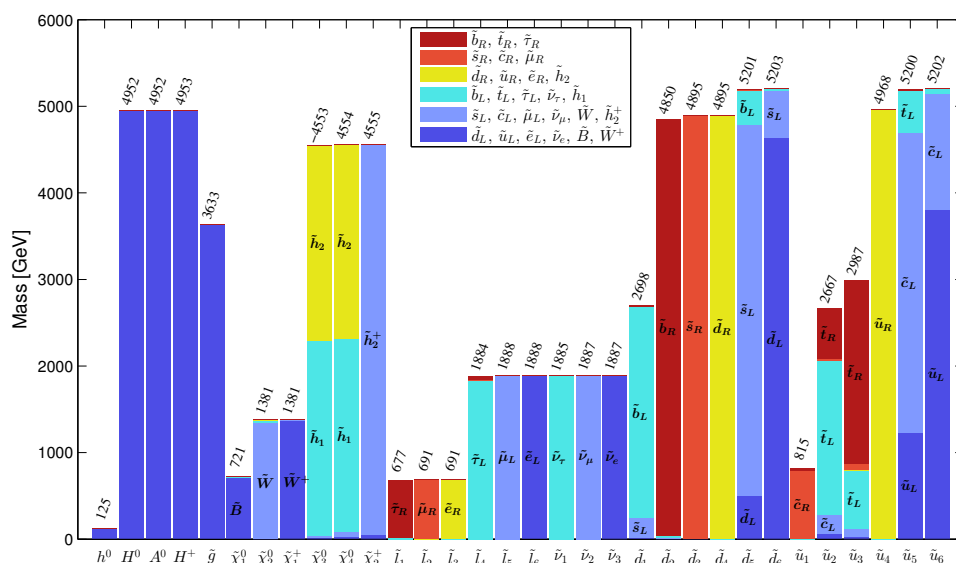 b̃_R, t̃_R, τ̃_R
s̃_R, c̃_R, μ̃_R
d̃_R, ũ_R, ẽ_R, h̃_2
b̃_L, t̃_L, τ̃_L, ν̃_τ, h̃_1
s̃_L, c̃_L, μ̃_L, ν̃_μ, W̃, h̃_2^+
d̃_L, ũ_L, ẽ_L, ν̃_e, B̃, W̃^+
Mass [GeV]
6000
5000
4000
3000
2000
1000
0
125 4952 4952 4953 3633 721 1381 1381 −4553 4554 4555 677 691 691 1884 1888 1888 1885 1887 1887 2698 4850 4895 4895 5201 5203 815 2667 2987 4968 5200 5202
B̃
W̃
W̃^+
h̃_2
h̃_1
h̃_2
h̃_1
h̃_2^+
τ̃_R
μ̃_R
ẽ_R
τ̃_L
μ̃_L
ẽ_L
ν̃_τ
ν̃_μ
ν̃_e
b̃_L
s̃_L
b̃_R
s̃_R
d̃_R
b̃_L
s̃_L
d̃_L
s̃_L
d̃_L
c̃_R
t̃_R
t̃_L
c̃_L
t̃_R
t̃_L
ũ_R
t̃_L
c̃_L
ũ_L
c̃_L
ũ_L
h^0 H^0 A^0 H^+ g̃ χ̃_1^0 χ̃_2^0 χ̃_1^+ χ̃_3^0 χ̃_4^0 χ̃_2^+ l̃_1 l̃_2 l̃_3 l̃_4 l̃_5 l̃_6 ν̃_1 ν̃_2 ν̃_3 d̃_1 d̃_2 d̃_3 d̃_4 d̃_5 d̃_6 ũ_1 ũ_2 ũ_3 ũ_4 ũ_5 ũ_6